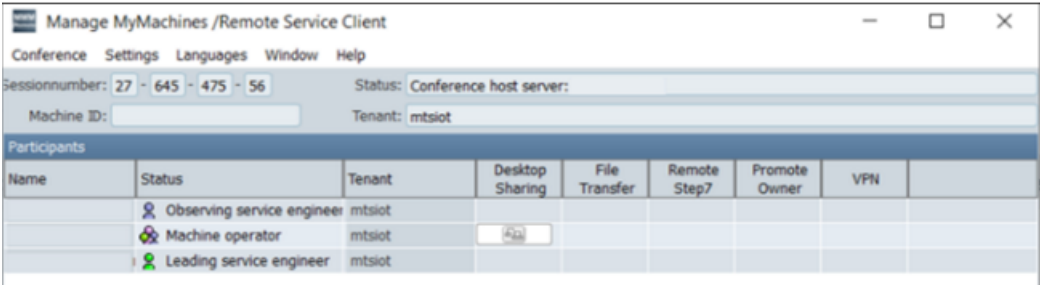 Manage MyMachines /Remote Service Client
Conference Settings Languages Window Help
Sessionnumber: 27 - 645 - 475 - 56 Status: Conference host server:
Machine ID: Tenant: mtsiot
Participants
Name Status Tenant Desktop Sharing File Transfer Remote Step7 Promote Owner VPN
Observing service engineer mtsiot
Machine operator mtsiot
Leading service engineer mtsiot